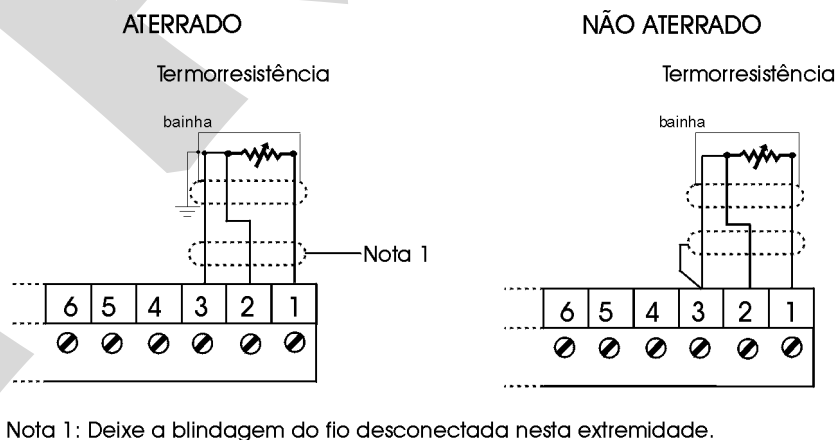 ATERRADO
NÃO ATERRADO
Termorresistência
Termorresistência
bainha
bainha
Nota 1
6 5 4 3 2 1
6 5 4 3 2 1
Nota 1: Deixe a blindagem do fio desconectada nesta extremidade.